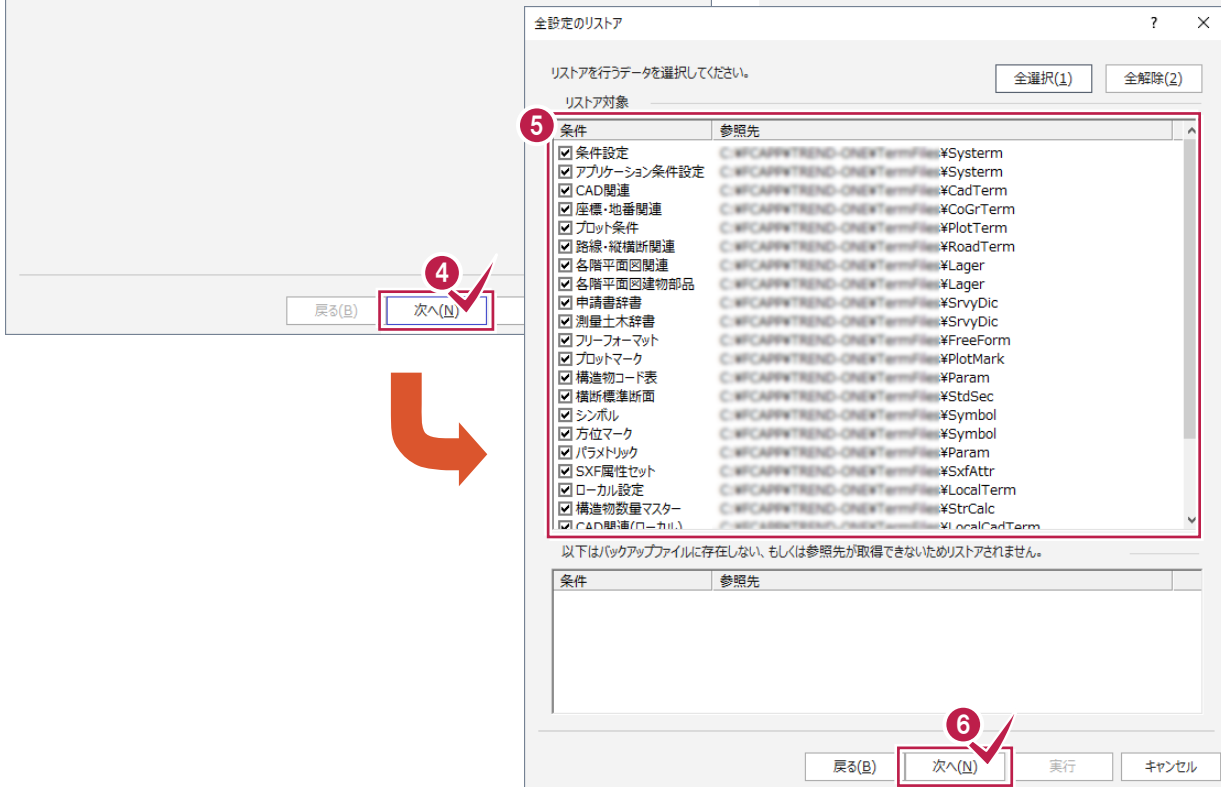 全設定のリストア ? ×
リストアを行うデータを選択してください。
全選択(1) 全解除(2)
リストア対象
5
条件 参照先
条件設定 ¥Systerm
アプリケーション条件設定 ¥Systerm
CAD関連 ¥CadTerm
座標・地番関連 ¥CoGrTerm
プロット条件 ¥PlotTerm
路線・縦横断関連 ¥RoadTerm
各階平面図関連 ¥Lager
各階平面図建物部品 ¥Lager
申請書辞書 ¥SrvyDic
測量土木辞書 ¥SrvyDic
フリーフォーマット ¥FreeForm
プロットマーク ¥PlotMark
構造物コード表 ¥Param
横断標準断面 ¥StdSec
シンボル ¥Symbol
方位マーク ¥Symbol
パラメトリック ¥Param
SXF属性セット ¥SxfAttr
ローカル設定 ¥LocalTerm
構造物数量マスター ¥StrCalc
CAD関連(ローカル) ¥LocalCadTerm
4
戻る(B) 次へ(N)
以下はバックアップファイルに存在しない、もしくは参照先が取得できないためリストアされません。
条件 参照先
6
戻る(B) 次へ(N) 実行 キャンセル